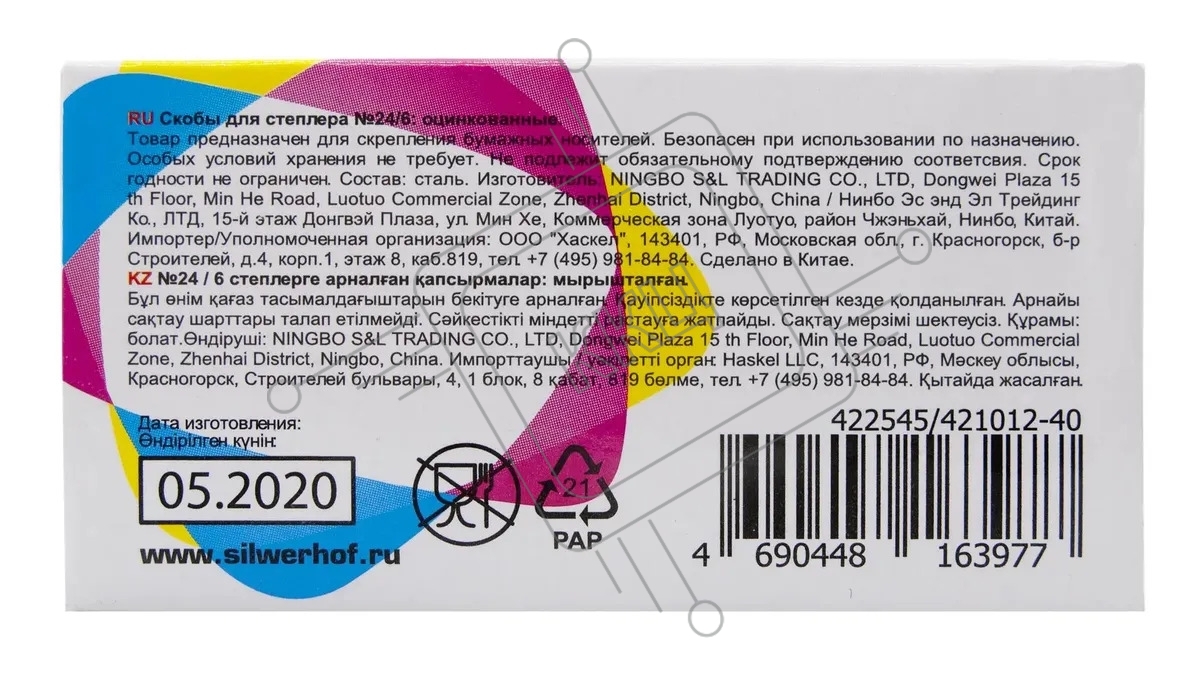 RU Скобы для степлера №24/6: оцинкованные.
Товар предназначен для скрепления бумажных носителей. Безопасен при использовании по назначению.
Особых условий хранения не требует. Не подлежит обязательному подтверждению соответсвия. Срок
годности не ограничен. Состав: сталь. Изготовитель: NINGBO S&L TRADING CO., LTD, Dongwei Plaza 15
th Floor, Min He Road, Luotuo Commercial Zone, Zhenhai District, Ningbo, China / Нинбо Эс энд Эл Трейдинг
Ко., ЛТД, 15-й этаж Донгвэй Плаза, ул. Мин Хе, Коммерческая зона Луотуо, район Чжэньхай, Нинбо, Китай.
Импортер/Уполномоченная организация: ООО "Хаскел", 143401, РФ, Московская обл., г. Красногорск, б-р
Строителей, д.4, корп.1, этаж 8, каб.819, тел. +7 (495) 981-84-84. Сделано в Китае.
KZ №24 / 6 степлерге арналған қапсырмалар: мырышталған.
Бұл өнім қағаз тасымалдағыштарын бекітуге арналған. Қауіпсіздікте көрсетілген кезде қолданылған. Арнайы
сақтау шарттары талап етілмейді. Сәйкестікті міндетті растауға жатпайды. Сақтау мерзімі шектеусіз. Құрамы:
болат.Өндіруші: NINGBO S&L TRADING CO., LTD, Dongwei Plaza 15 th Floor, Min He Road, Luotuo Commercial
Zone, Zhenhai District, Ningbo, China. Импорттаушы / уәкілетті орган: Haskel LLC, 143401, РФ, Мәскеу облысы,
Красногорск, Строителей бульвары, 4, 1 блок, 8 қабат, 819 бөлме, тел. +7 (495) 981-84-84. Қытайда жасалған.
Дата изготовления:
Өндірілген күнін:
05.2020
www.silwerhof.ru
21
PAP
422545/421012-40
4 690448 163977